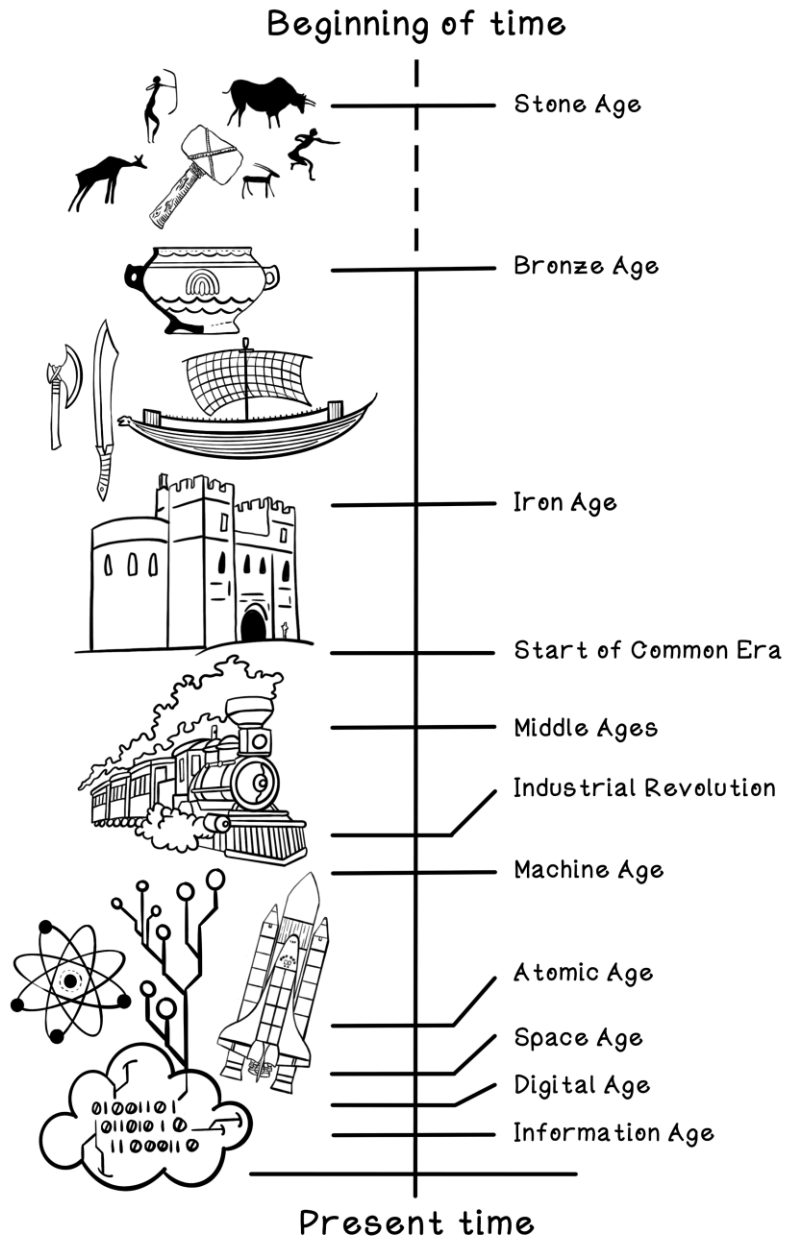 Beginning of time
Stone Age
Bronze Age
Iron Age
Start of Common Era
Middle Ages
Industrial Revolution
Machine Age
Atomic Age
Space Age
Digital Age
Information Age
Present time